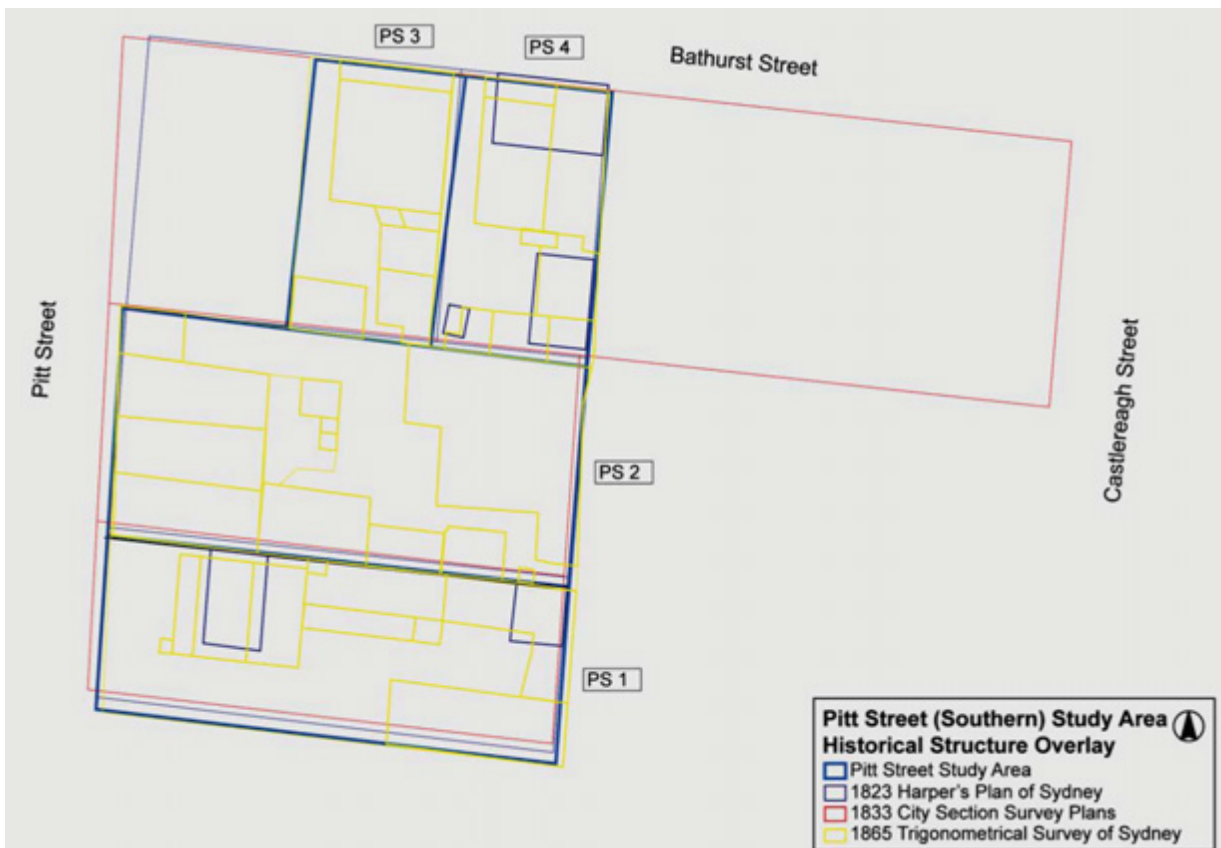 PS 3
PS 4
Bathurst Street
Pitt Street
Castlereagh Street
PS 2
PS 1
Pitt Street (Southern) Study Area
Historical Structure Overlay
Pitt Street Study Area
1823 Harper's Plan of Sydney
1833 City Section Survey Plans
1865 Trigonometrical Survey of Sydney